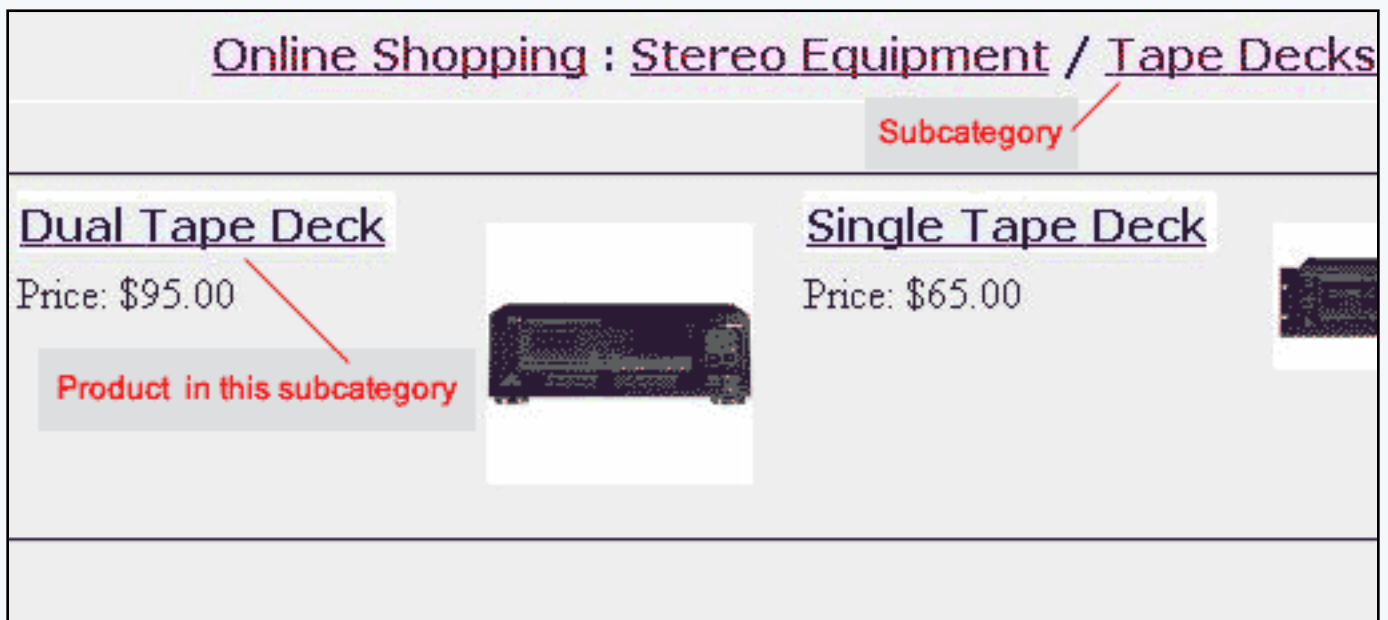 Online Shopping : Stereo Equipment / Tape Decks
Subcategory
Dual Tape Deck
Price: $95.00
Product in this subcategory
Single Tape Deck
Price: $65.00